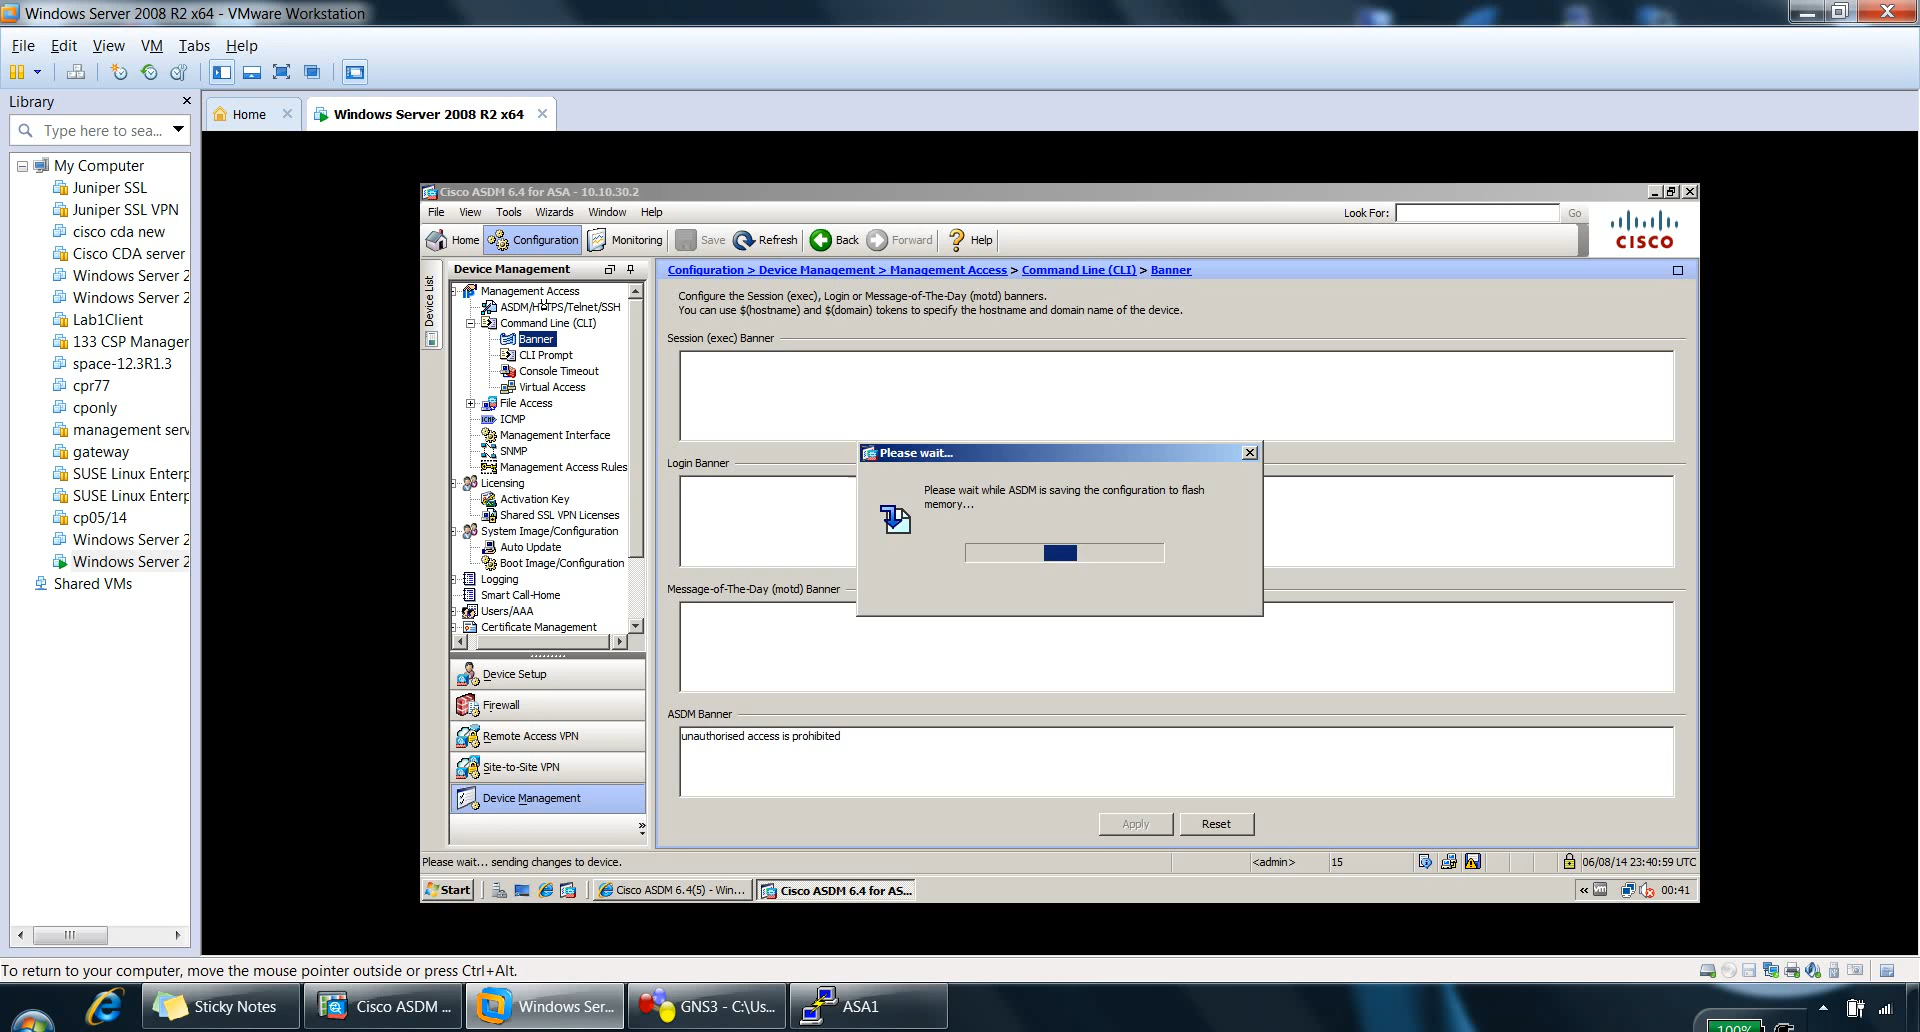 Windows Server 2008 R2 x64 - VMware Workstation
File Edit View VM Tabs Help
Library
Type here to sea...
Home
Windows Server 2008 R2 x64
My Computer
Juniper SSL
Juniper SSL VPN
cisco cda new
Cisco CDA server
Windows Server 2
Windows Server 2
Lab1Client
133 CSP Manager
space-12.3R1.3
cpr77
cponly
management serv
gateway
SUSE Linux Enterp
SUSE Linux Enterp
cp05/14
Windows Server 2
Windows Server 2
Shared VMs
Cisco ASDM 6.4 for ASA - 10.10.30.2
File View Tools Wizards Window Help
Look For: Go
CISCO
Home Configuration Monitoring Save Refresh Back Forward Help
Device List
Device Management
Management Access
ASDM/HTTPS/Telnet/SSH
Command Line (CLI)
Banner
CLI Prompt
Console Timeout
Virtual Access
File Access
ICMP ICMP
Management Interface
SNMP
Management Access Rules
Licensing
Activation Key
Shared SSL VPN Licenses
System Image/Configuration
Auto Update
Boot Image/Configuration
Logging
Smart Call-Home
Users/AAA
Certificate Management
Device Setup
Firewall
Remote Access VPN
Site-to-Site VPN
Device Management
Configuration > Device Management > Management Access > Command Line (CLI) > Banner
Configure the Session (exec), Login or Message-of-The-Day (motd) banners.
You can use $(hostname) and $(domain) tokens to specify the hostname and domain name of the device.
Session (exec) Banner
Login Banner
Message-of-The-Day (motd) Banner
ASDM Banner
unauthorised access is prohibited
Please wait...
Please wait while ASDM is saving the configuration to flash
memory...
Apply Reset
Please wait... sending changes to device.
<admin> 15 06/08/14 23:40:59 UTC
Start
Cisco ASDM 6.4(5) - Win...
Cisco ASDM 6.4 for AS...
00:41
To return to your computer, move the mouse pointer outside or press Ctrl+Alt.
Sticky Notes
Cisco ASDM ...
Windows Ser...
GNS3 - C:\Us...
ASA1
100%